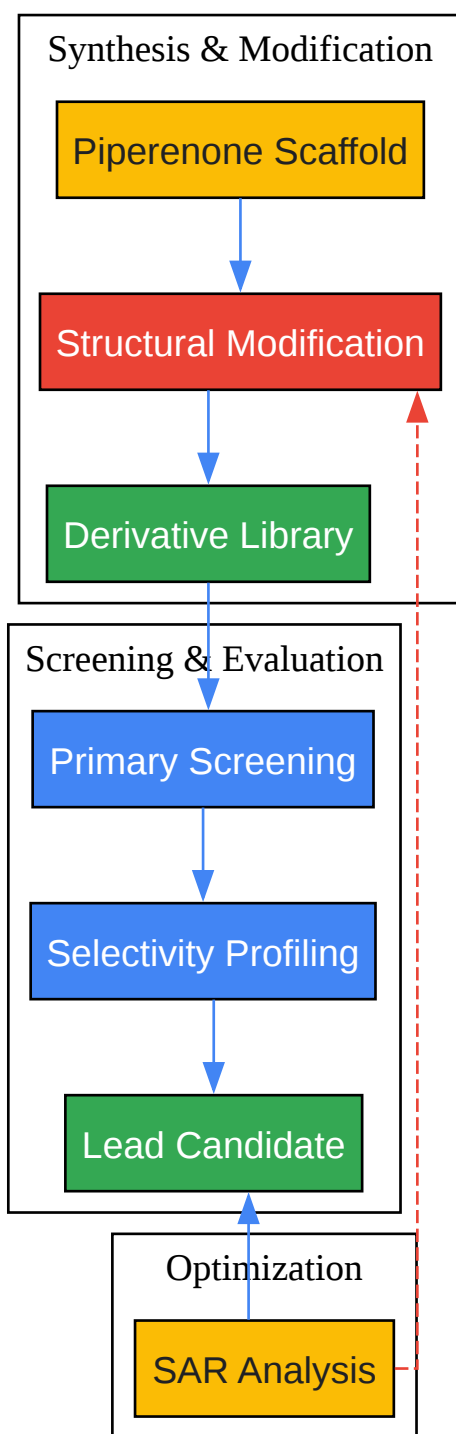 Synthesis & Modification
Piperenone Scaffold
Structural Modification
Derivative Library
Screening & Evaluation
Primary Screening
Selectivity Profiling
Lead Candidate
Optimization
SAR Analysis